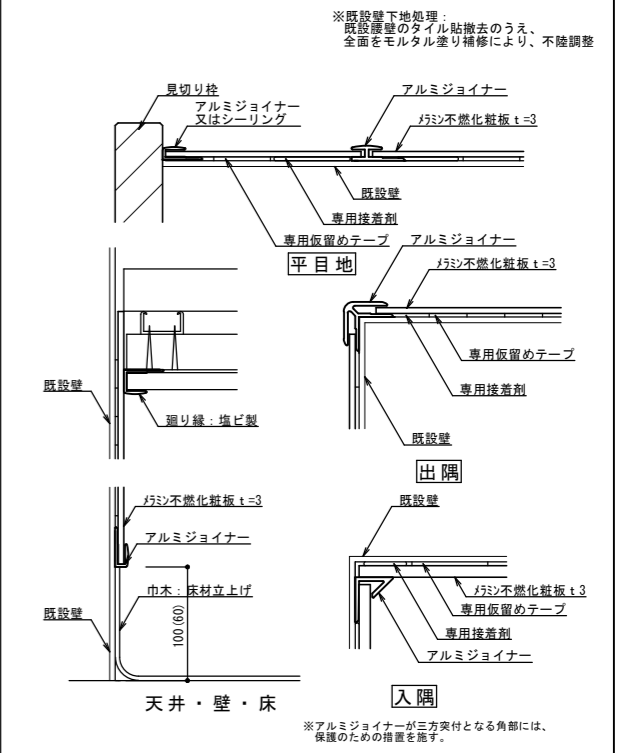 ※既設壁下地処理：
既設腰壁のタイル貼撤去のうえ、
全面をモルタル塗り補修により、不陸調整
見切り枠
アルミジョイナー
又はシーリング
アルミジョイナー
メラミン不燃化粧板 t=3
既設壁
専用接着剤
専用仮留めテープ
平目地
アルミジョイナー
メラミン不燃化粧板 t=3
専用仮留めテープ
専用接着剤
既設壁
出隅
既設壁
廻り縁：塩ビ製
メラミン不燃化粧板 t=3
アルミジョイナー
巾木：床材立上げ
既設壁
100(60)
天井・壁・床
既設壁
メラミン不燃化粧板 t3
専用仮留めテープ
専用接着剤
アルミジョイナー
入隅
※アルミジョイナーが三方突付となる角部には、
保護のための措置を施す。